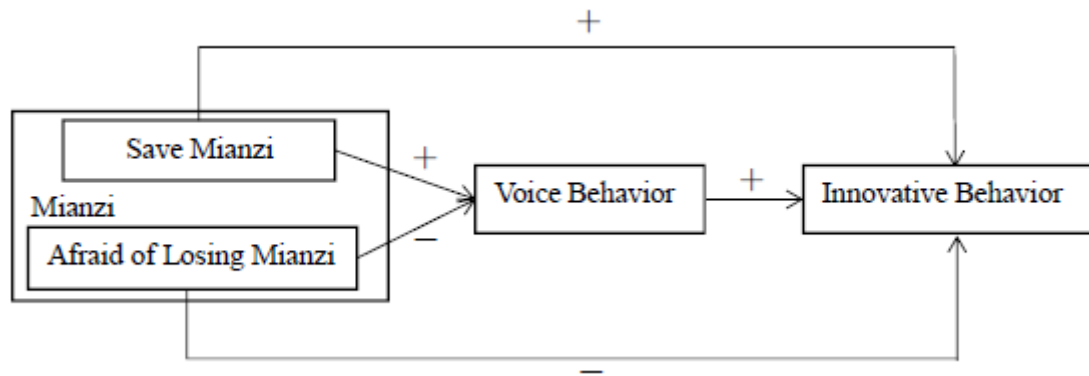 +
Save Mianzi
+
Mianzi
Voice Behavior
+
Innovative Behavior
−
Afraid of Losing Mianzi
−